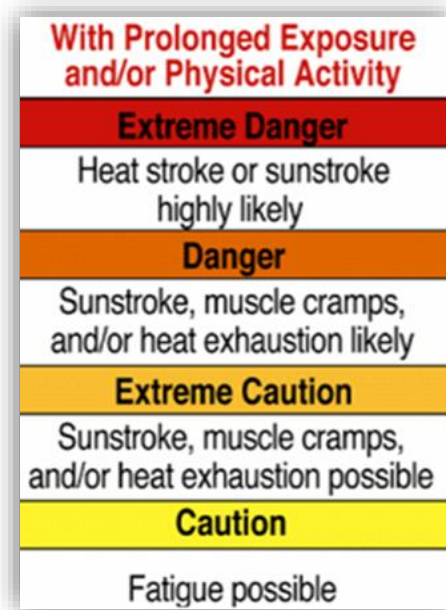 With Prolonged Exposure
and/or Physical Activity
Extreme Danger
Heat stroke or sunstroke
highly likely
Danger
Sunstroke, muscle cramps,
and/or heat exhaustion likely
Extreme Caution
Sunstroke, muscle cramps,
and/or heat exhaustion possible
Caution
Fatigue possible